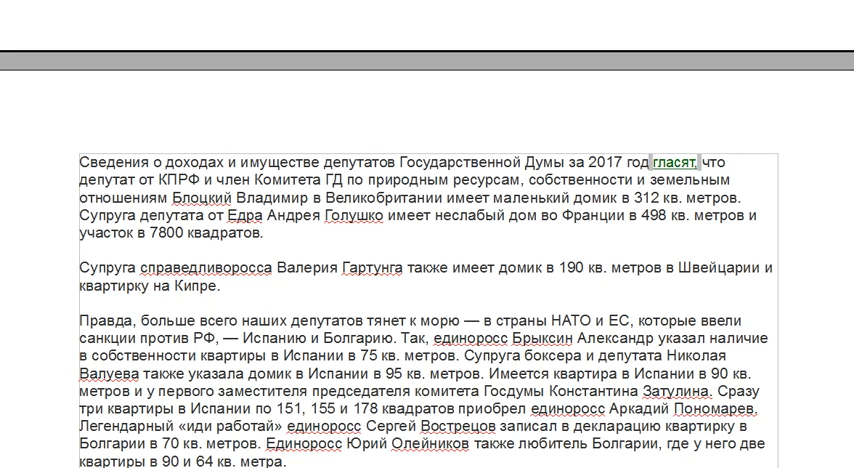 Сведения о доходах и имуществе депутатов Государственной Думы за 2017 год гласят, что
депутат от КПРФ и член Комитета ГД по природным ресурсам, собственности и земельным
отношениям Блоцкий Владимир в Великобритании имеет маленький домик в 312 кв. метров.
Супруга депутата от Едра Андрея Голушко имеет неслабый дом во Франции в 498 кв. метров и
участок в 7800 квадратов.
Супруга справедливоросса Валерия Гартунга также имеет домик в 190 кв. метров в Швейцарии и
квартирку на Кипре.
Правда, больше всего наших депутатов тянет к морю — в страны НАТО и ЕС, которые ввели
санкции против РФ, — Испанию и Болгарию. Так, единоросс Брыксин Александр указал наличие
в собственности квартиры в Испании в 75 кв. метров. Супруга боксера и депутата Николая
Валуева также указала домик в Испании в 95 кв. метров. Имеется квартира в Испании в 90 кв.
метров и у первого заместителя председателя комитета Госдумы Константина Затулина. Сразу
три квартиры в Испании по 151, 155 и 178 квадратов приобрел единоросс Аркадий Пономарев.
Легендарный «иди работай» единоросс Сергей Вострецов записал в декларацию квартирку в
Болгарии в 70 кв. метров. Единоросс Юрий Олейников также любитель Болгарии, где у него две
квартиры в 90 и 64 кв. метра.